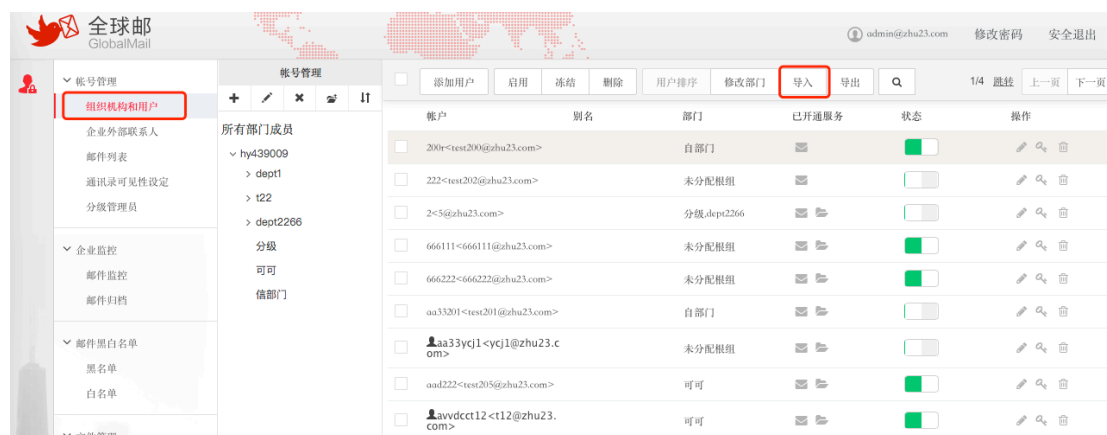 全球邮
GlobalMail
admin@zhu23.com 修改密码 安全退出
帐号管理
组织机构和用户
企业外部联系人
邮件列表
通讯录可见性设定
分级管理员
企业监控
邮件监控
邮件归档
邮件黑白名单
黑名单
白名单
帐号管理
所有部门成员
hy439009
dept1
t22
dept2266
分级
可可
信部门
添加用户 启用 冻结 删除 用户排序 修改部门 导入 导出 1/4 跳转 上一页 下一页
帐户 别名 部门 已开通服务 状态 操作
200r<test200@zhu23.com> 自部门
222<test202@zhu23.com> 未分配根组
2<5@zhu23.com> 分级,dept2266
666111<666111@zhu23.com> 未分配根组
666222<666222@zhu23.com> 未分配根组
aa33201<test201@zhu23.com> 自部门
aa33ycj1<ycj1@zhu23.c
om> 未分配根组
aad222<test205@zhu23.com> 可可
avvdcct12<t12@zhu23.
com> 可可